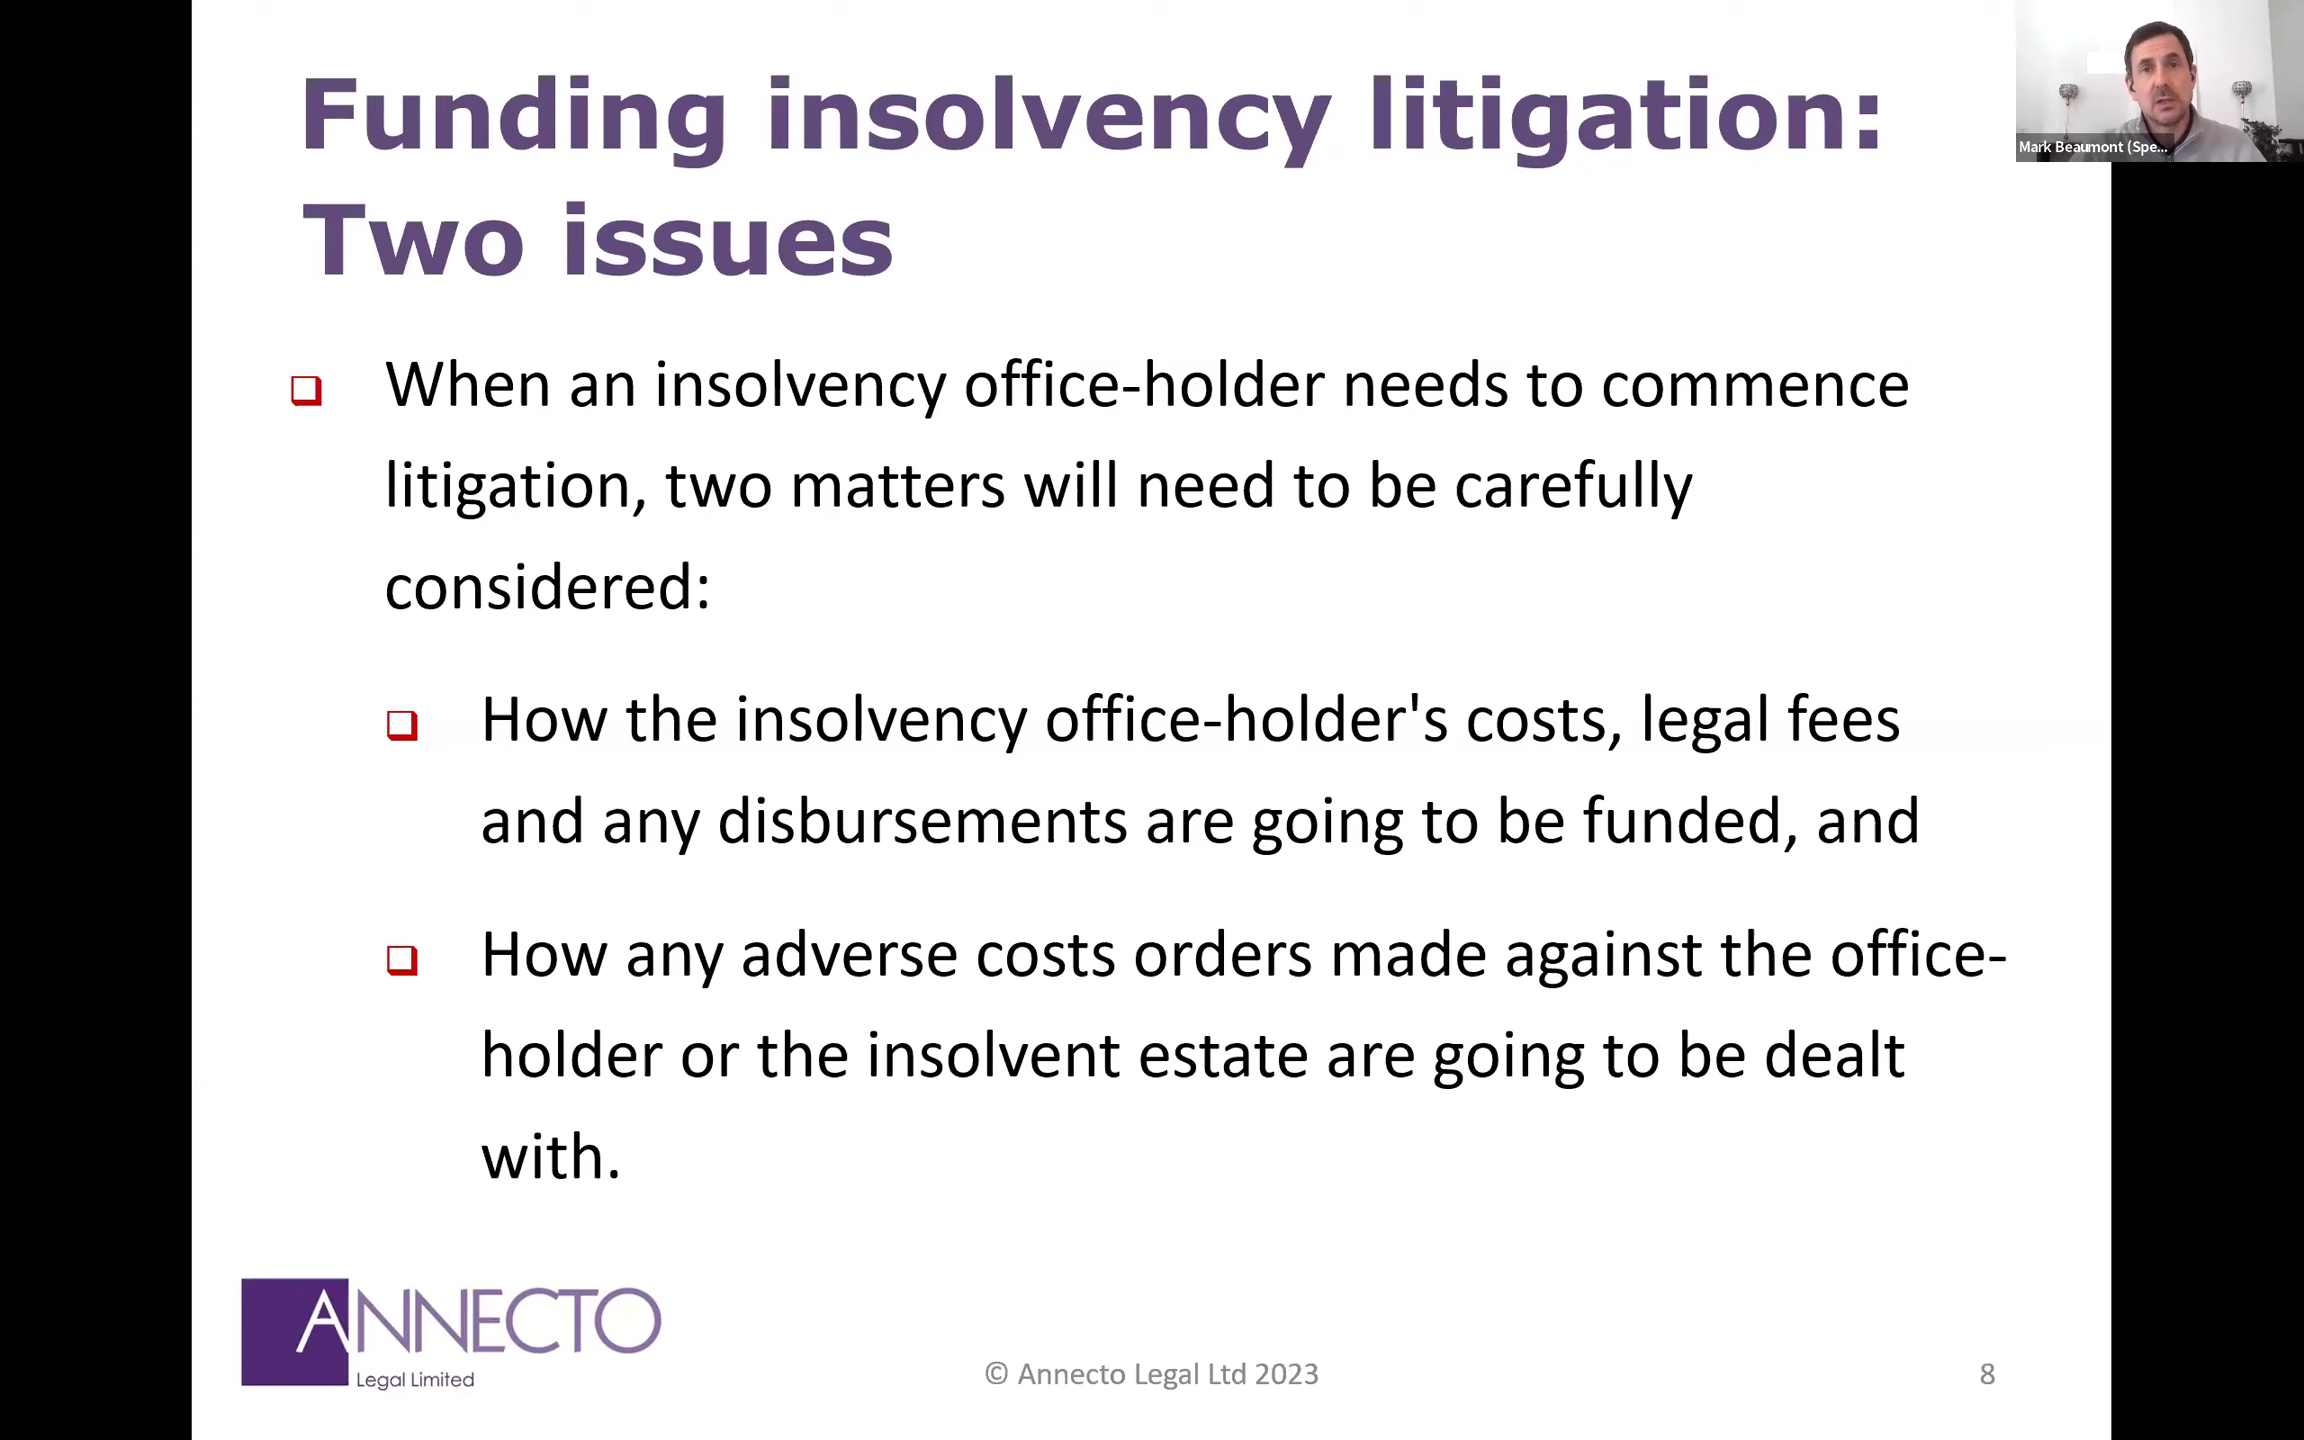 Funding insolvency litigation:
Two issues
Mark Beaumont (Spe...
When an insolvency office-holder needs to commence
litigation, two matters will need to be carefully
considered:
How the insolvency office-holder's costs, legal fees
and any disbursements are going to be funded, and
How any adverse costs orders made against the office-
holder or the insolvent estate are going to be dealt
with.
ANNECTO
Legal Limited
© Annecto Legal Ltd 2023
8